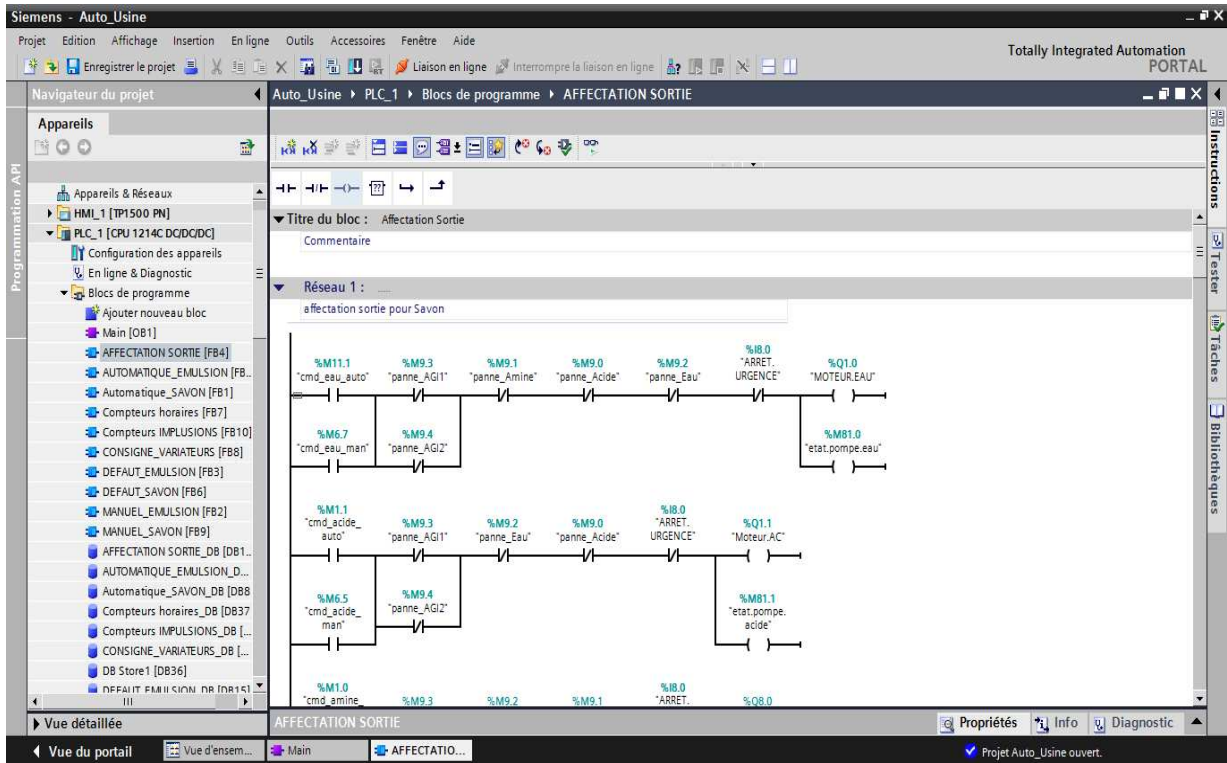 Siemens - Auto_Usine
Projet Edition Affichage Insertion En ligne Outils Accessoires Fenêtre Aide
Totally Integrated Automation
PORTAL
Enregistrer le projet Liaison en ligne Interrompre la liaison en ligne
Navigateur du projet
Auto_Usine PLC_1 Blocs de programme AFFECTATION SORTIE
Appareils
Programmation API
Appareils & Réseaux
HMI_1 [TP1500 PN]
PLC_1 [CPU 1214C DC/DC/DC]
Configuration des appareils
En ligne & Diagnostic
Blocs de programme
Ajouter nouveau bloc
Main [OB1]
AFFECTATION SORTIE [FB4]
AUTOMATIQUE_EMULSION [FB...
Automatique_SAVON [FB1]
Compteurs horaires [FB7]
Compteurs IMPLUSIONS [FB10]
CONSIGNE_VARIATEURS [FB8]
DEFAUT_EMULSION [FB3]
DEFAUT_SAVON [FB6]
MANUEL_EMULSION [FB2]
MANUEL_SAVON [FB9]
AFFECTATION SORTIE_DB [DB1...
AUTOMATIQUE_EMULSION_D...
Automatique_SAVON_DB [DB8
Compteurs horaires_DB [DB37
Compteurs IMPULSIONS_DB [...
CONSIGNE_VARIATEURS_DB [...
DB Store1 [DB36]
DEFAUT_EMULSION_DB [DB15]
Vue détaillée
Titre du bloc : Affectation Sortie
Commentaire
Réseau 1 : .....
affectation sortie pour Savon
%M11.1 %M9.3 %M9.1 %M9.0 %M9.2 %I8.0 %Q1.0
"cmd_eau_auto" "panne_AGI1" "panne_Amine" "panne_Acide" "panne_Eau" "ARRET. URGENCE" "MOTEUR.EAU"
%M6.7 %M9.4 %M81.0
"cmd_eau_man" "panne_AGI2" "etat.pompe.eau"
%M1.1 %M9.3 %M9.2 %M9.0 %I8.0 %Q1.1
"cmd_acide_ auto" "panne_AGI1" "panne_Eau" "panne_Acide" "ARRET. URGENCE" "Moteur.AC"
%M6.5 %M9.4 %M81.1
"cmd_acide_ man" "panne_AGI2" "etat.pompe. acide"
%M1.0 %M9.3 %M9.2 %M9.1 %I8.0 %Q8.0
"cmd_amine_ "ARRET.
AFFECTATION SORTIE
Propriétés Info Diagnostic
Instructions
Tester
Tâches
Bibliothèques
Vue du portail Vue d'ensem... Main AFFECTATIO... Projet Auto_Usine ouvert.